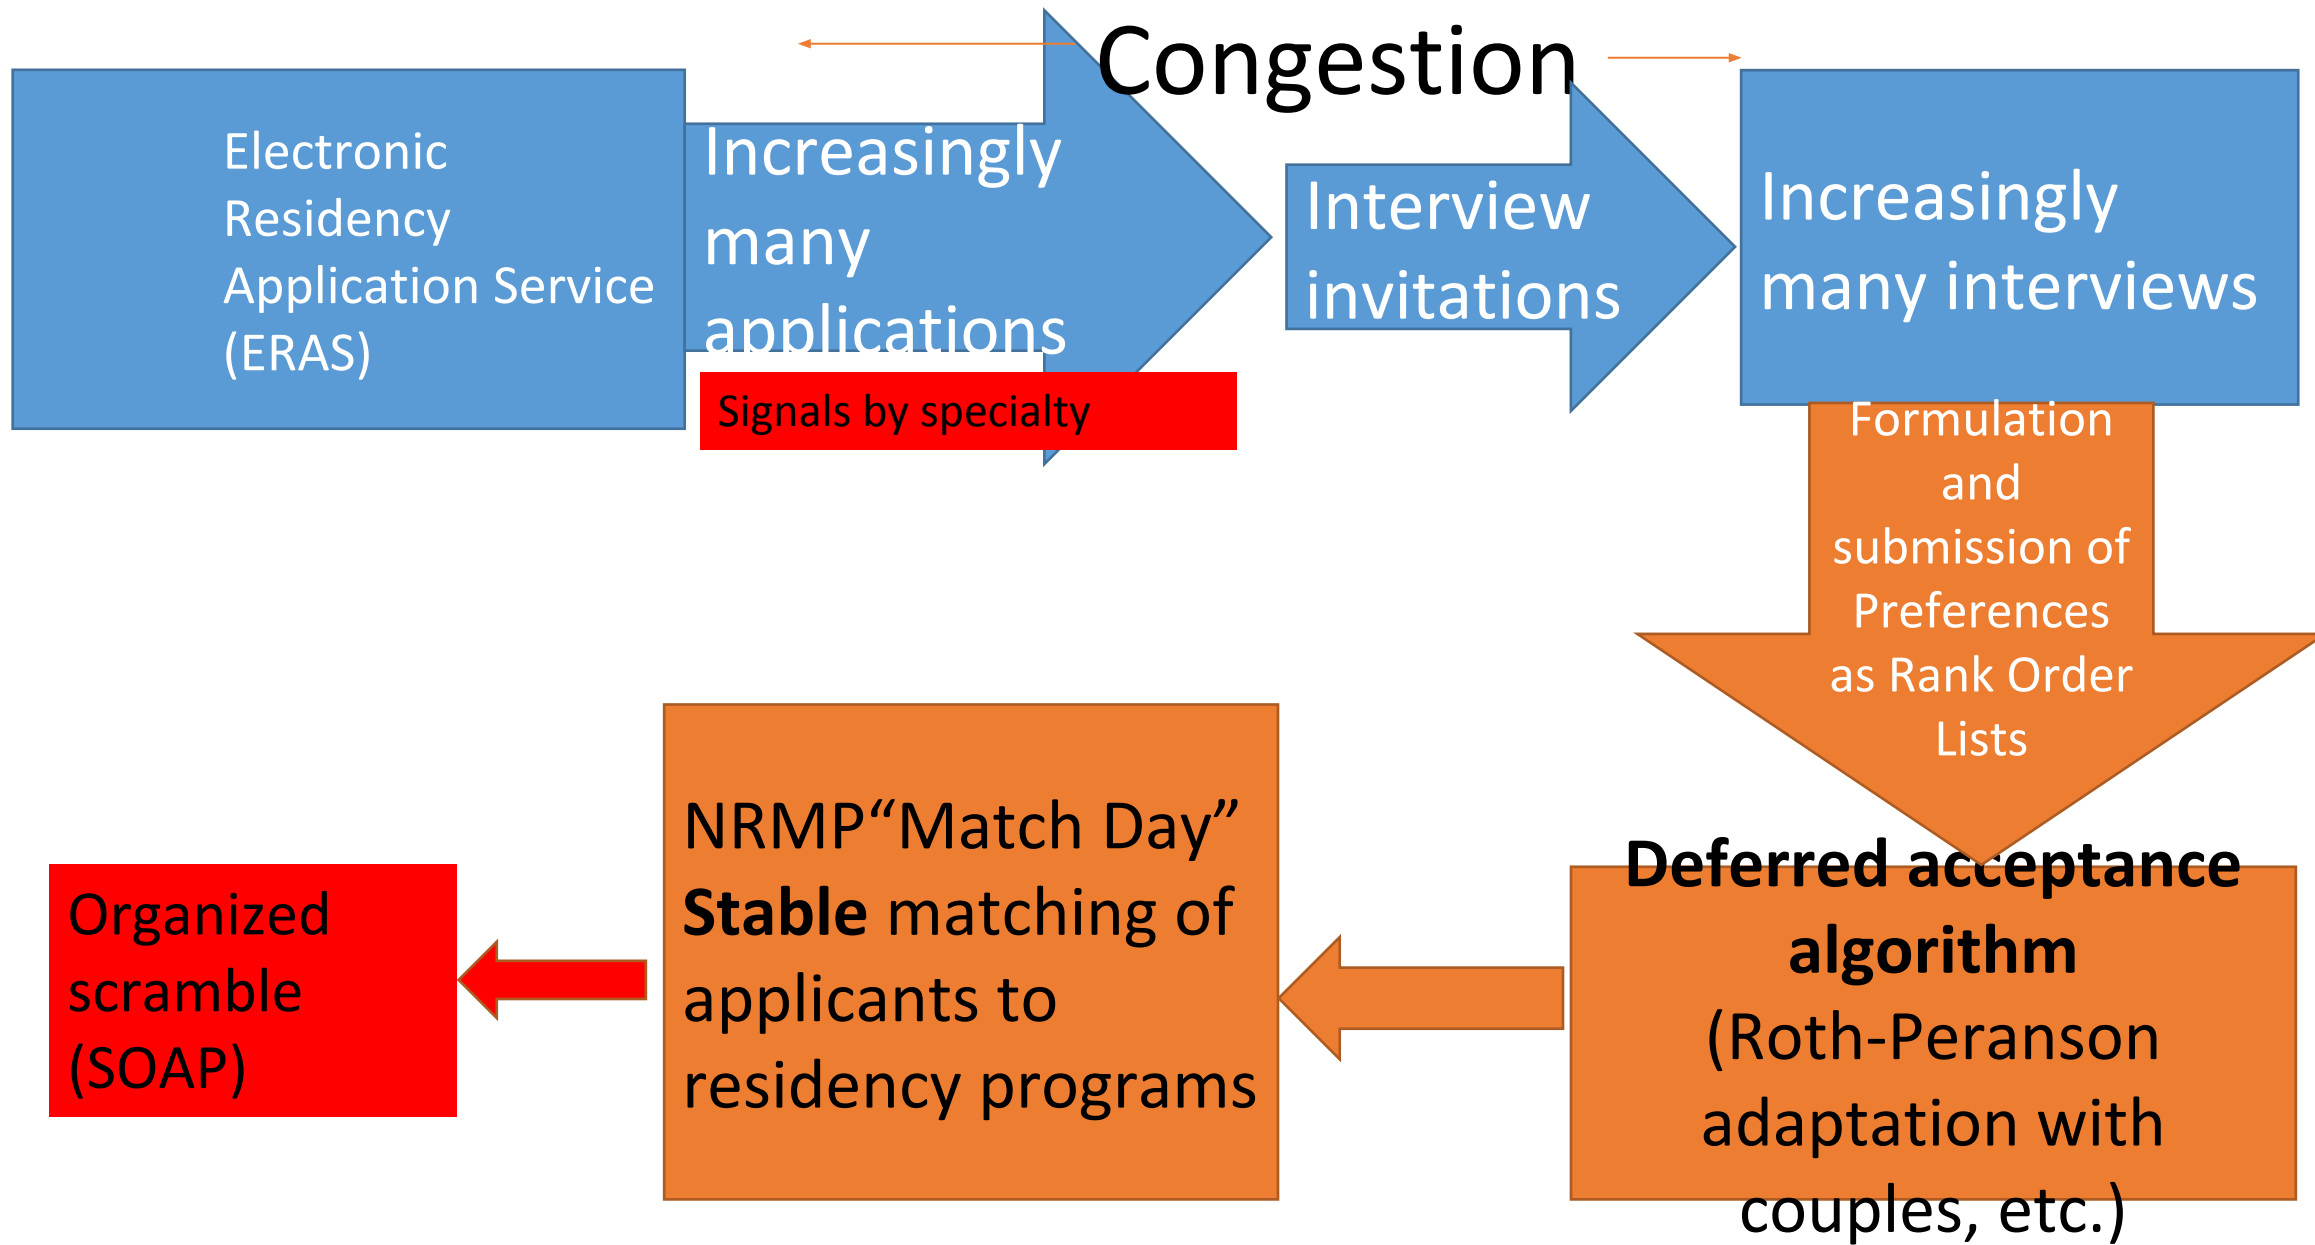 Congestion
Electronic
Residency
Application Service
(ERAS)
Increasingly
many
applications
Signals by specialty
Interview
invitations
Increasingly
many interviews
Formulation
and
submission of
Preferences
as Rank Order
Lists
Deferred acceptance
algorithm
(Roth-Peranson
adaptation with
couples, etc.)
NRMP“Match Day”
Stable matching of
applicants to
residency programs
Organized
scramble
(SOAP)